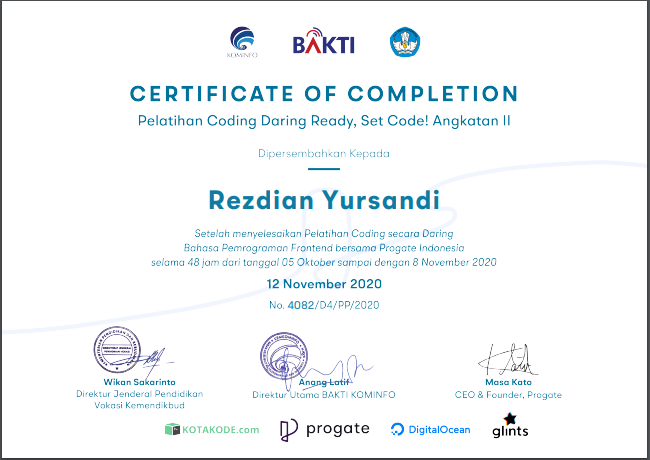 KOMINFO
BAKTI
CERTIFICATE OF COMPLETION
Pelatihan Coding Daring Ready, Set Code! Angkatan II
Dipersembahkan Kepada
Rezdian Yursandi
Setelah menyelesaikan Pelatihan Coding secara Daring
Bahasa Pemrograman Frontend bersama Progate Indonesia
selama 48 jam dari tanggal 05 Oktober sampai dengan 8 November 2020
12 November 2020
No. 4082/D4/PP/2020
Wikan Sakarinto
Direktur Jenderal Pendidikan
Vokasi Kemendikbud
Anang Latif
Direktur Utama BAKTI KOMINFO
Masa Kato
CEO & Founder, Progate
KOTAKODE.com
progate
DigitalOcean
glints